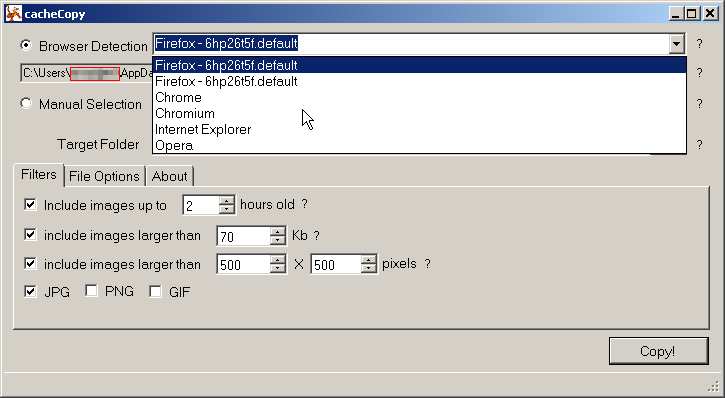 cacheCopy
Browser Detection Firefox - 6hp26t5f.default ?
Firefox - 6hp26t5f.default
C:\Users\ \AppDa ?
Firefox - 6hp26t5f.default
Chrome
Manual Selection ?
Chromium
Internet Explorer
Target Folder ?
Opera
Filters File Options About
Include images up to 2 hours old ?
include images larger than 70 Kb ?
include images larger than 500 X 500 pixels ?
JPG PNG GIF
Copy!